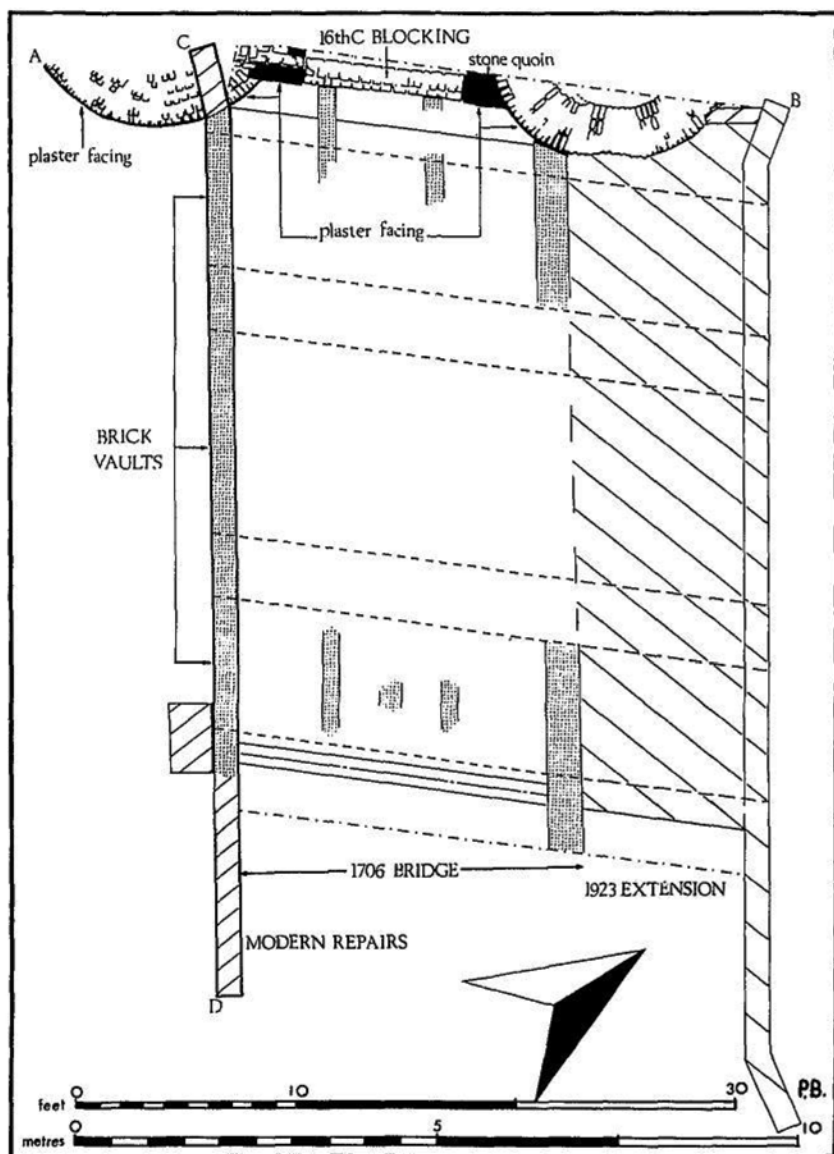 C
16thC BLOCKING
stone quoin
A
B
plaster facing
plaster facing
BRICK
VAULTS
1706 BRIDGE
1923 EXTENSION
MODERN REPAIRS
D
0 10 30 P.B.
feet
0 5 10
metres